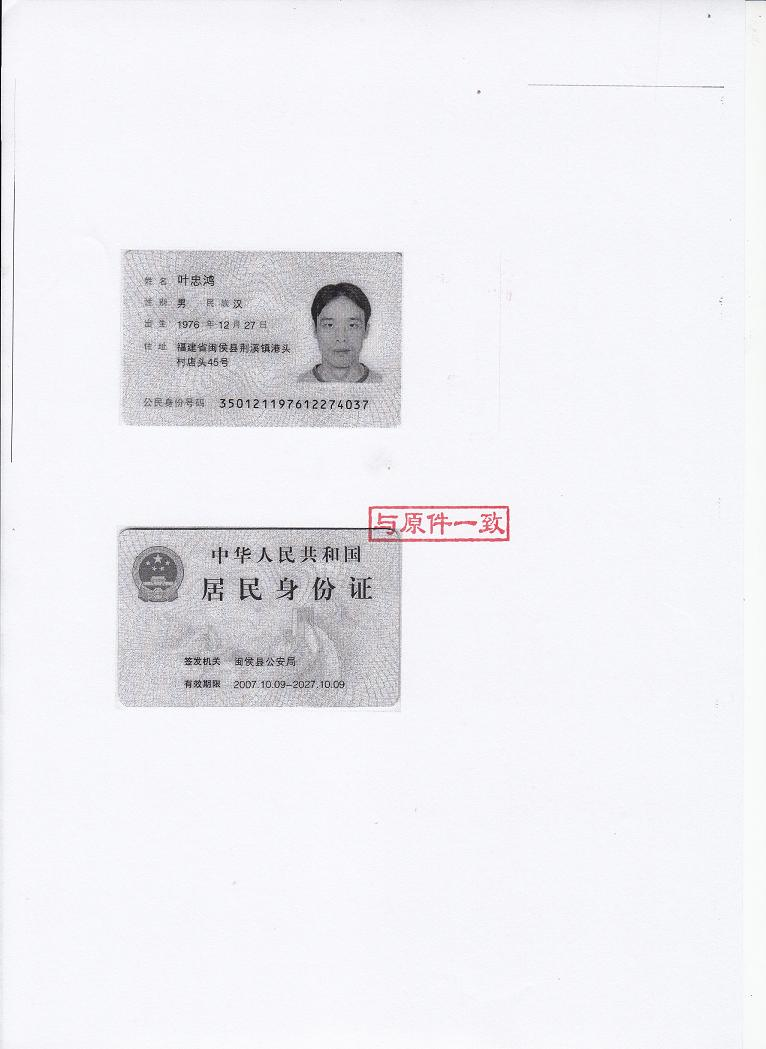 姓名 叶忠鸿
性别 男 民族 汉
出生 1976 年 12 月 27 日
住址 福建省闽侯县荆溪镇港头
村店头45号
公民身份号码 350121197612274037
与原件一致
中华人民共和国
居民身份证
签发机关 闽侯县公安局
有效期限 2007.10.09-2027.10.09